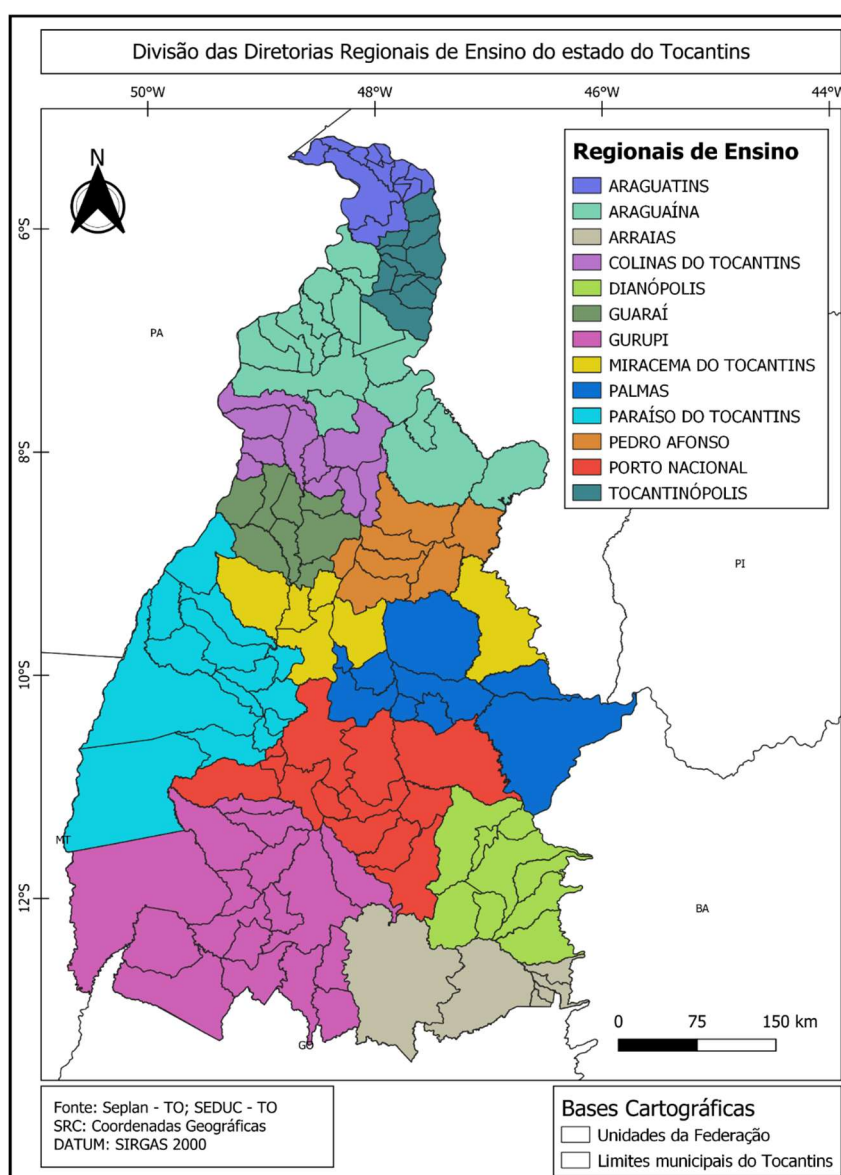 Divisão das Diretorias Regionais de Ensino do estado do Tocantins
50°W
48°W
46°W
44°W
N
6°S
8°S
10°S
12°S
Regionais de Ensino
ARAGUATINS
ARAGUAÍNA
ARRAIAS
COLINAS DO TOCANTINS
DIANÓPOLIS
GUARAÍ
GURUPI
MIRACEMA DO TOCANTINS
PALMAS
PARAÍSO DO TOCANTINS
PEDRO AFONSO
PORTO NACIONAL
TOCANTINÓPOLIS
PA
PI
MT
BA
GO
0 75 150 km
Fonte: Seplan - TO; SEDUC - TO
SRC: Coordenadas Geográficas
DATUM: SIRGAS 2000
Bases Cartográficas
Unidades da Federação
Limites municipais do Tocantins